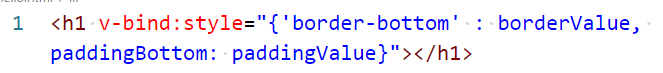 1 <h1 v-bind:style="{'border-bottom' : borderValue,
paddingBottom: paddingValue}"></h1>